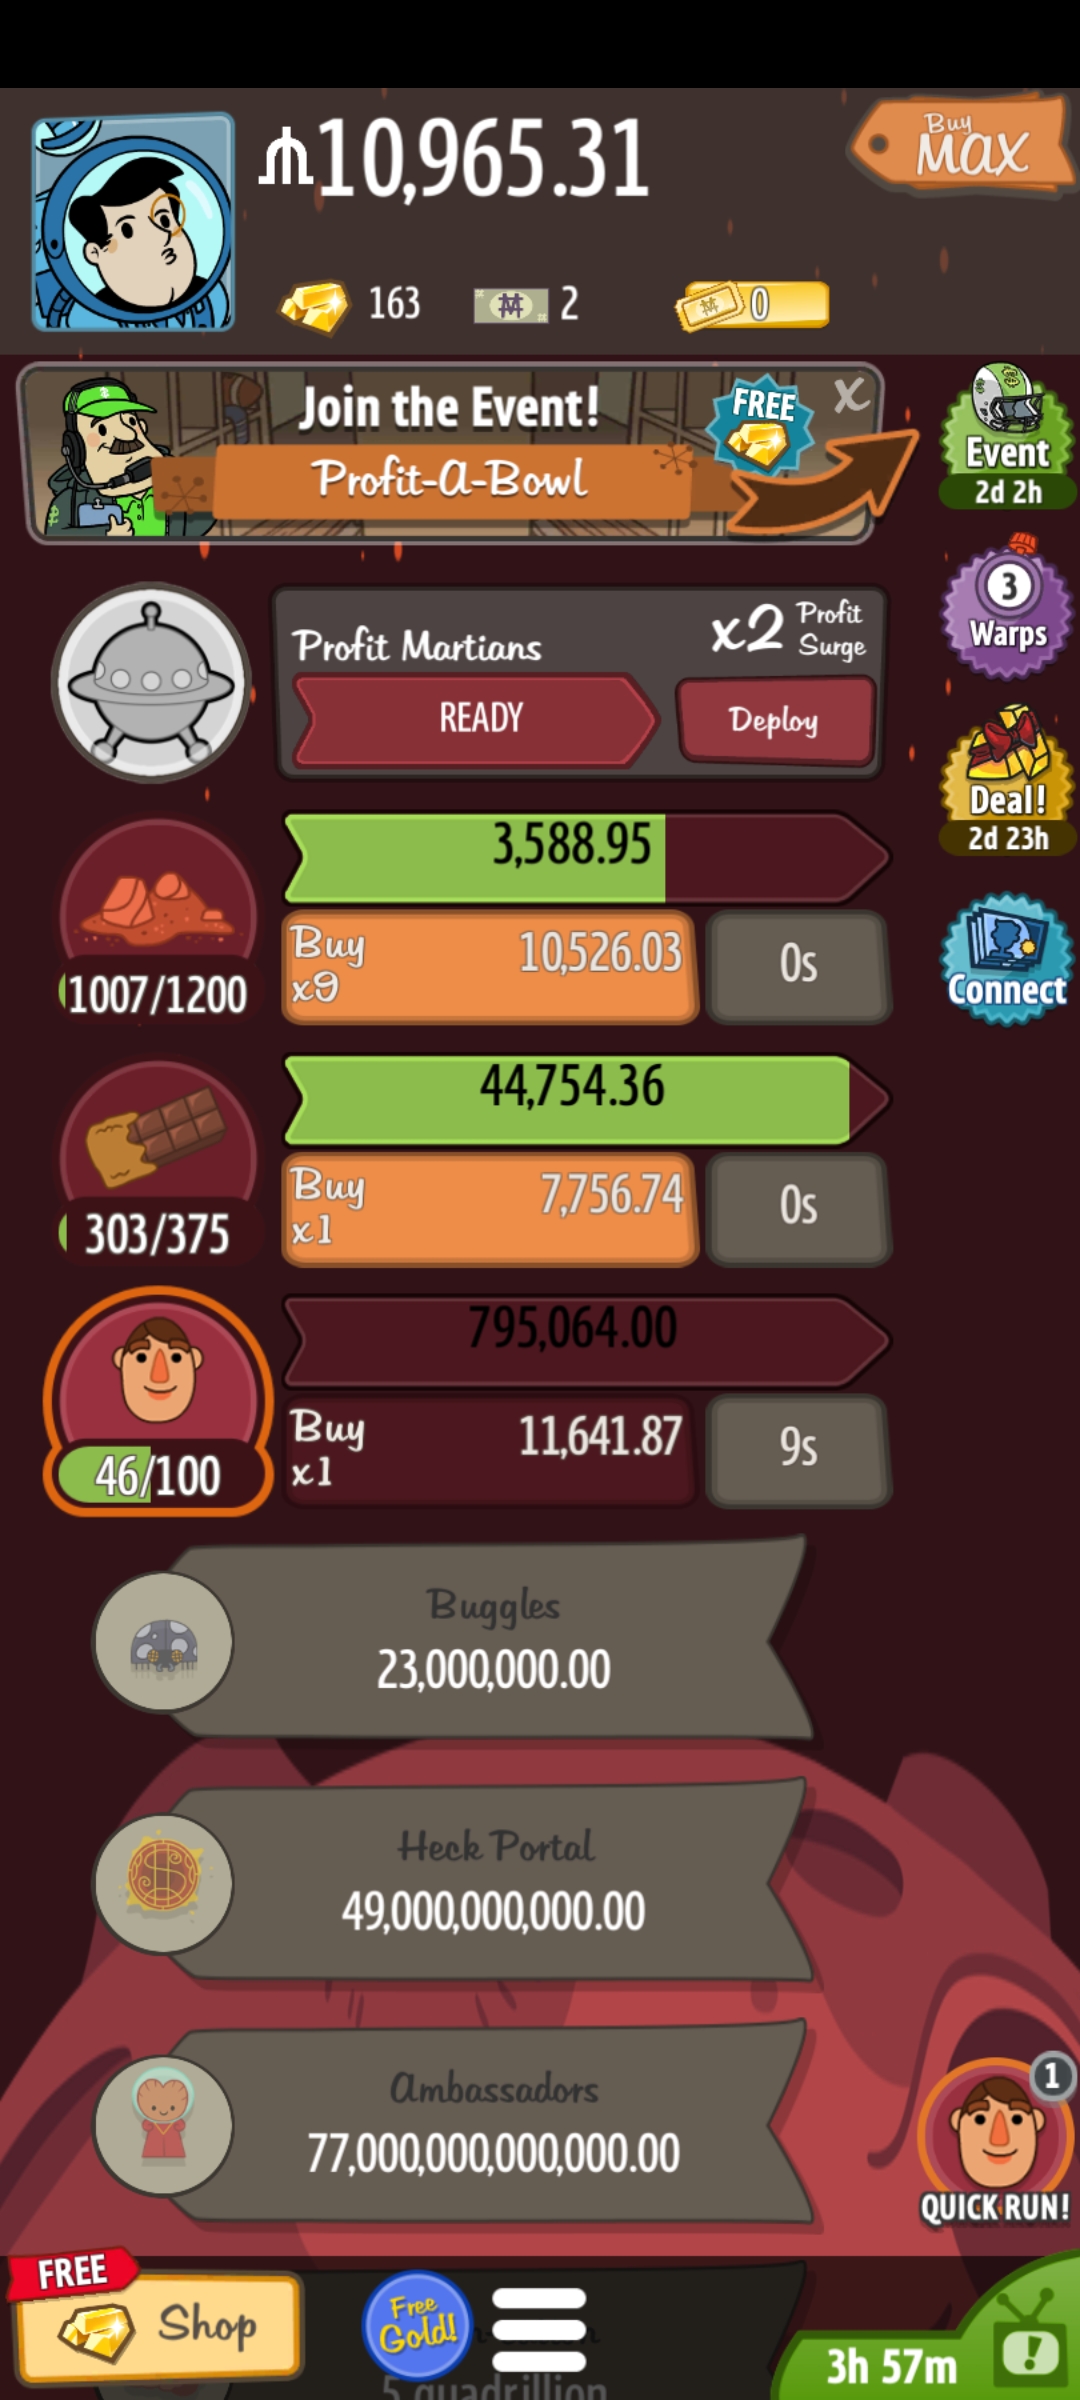 ₼10,965.31
Buy
MAX
163
2
0
Join the Event!
FREE
X
Profit-A-Bowl
Event
2d 2h
3
Warps
Profit Martians
x2 Profit
Surge
READY
Deploy
Deal!
2d 23h
3,588.95
Buy
x9
10,526.03
0s
1007/1200
Connect
44,754.36
Buy
x1
7,756.74
0s
303/375
795,064.00
Buy
x1
11,641.87
9s
46/100
Buggles
23,000,000.00
Heck Portal
49,000,000,000.00
Ambassadors
77,000,000,000,000.00
1
QUICK RUN!
FREE
Shop
Free
Gold!
3h 57m
5 quadrillion